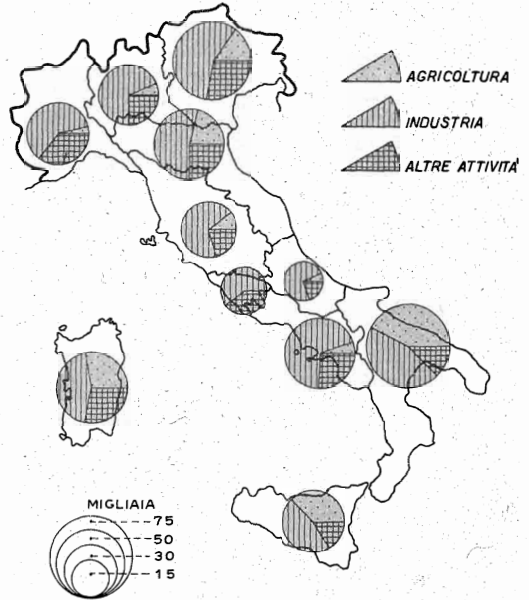 AGRICOLTURA
INDUSTRIA
ALTRE ATTIVITÀ
MIGLIAIA
75
50
30
15